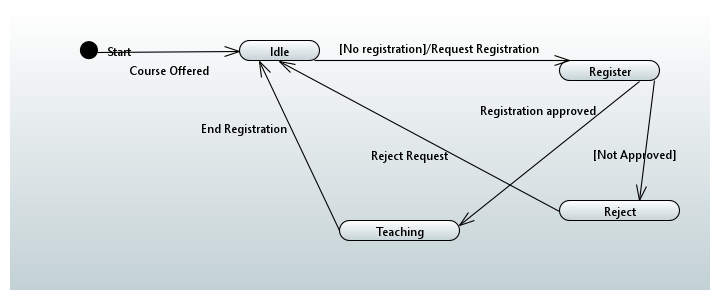 Start
Idle
[No registration]/Request Registration
Course Offered
Register
Registration approved
End Registration
Reject Request
[Not Approved]
Reject
Teaching